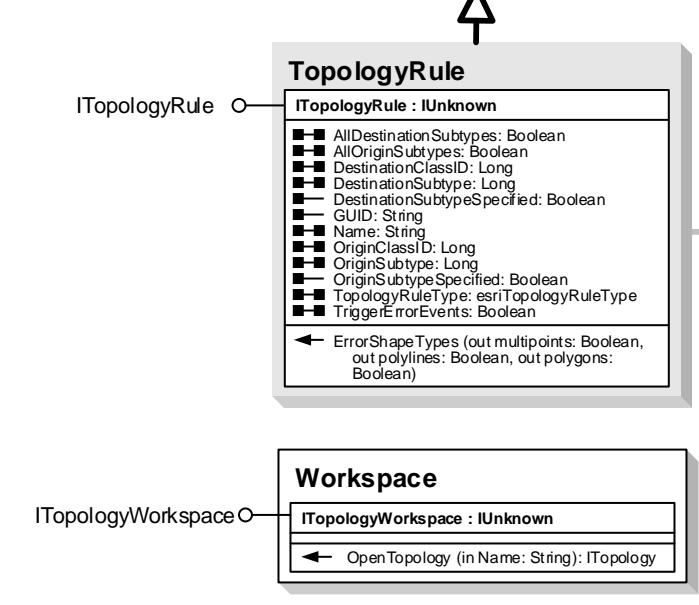 TopologyRule
ITopologyRule
ITopologyRule : IUnknown
AllDestinationSubtypes: Boolean
AllOriginSubtypes: Boolean
DestinationClassID: Long
DestinationSubtype: Long
DestinationSubtypeSpecified: Boolean
GUID: String
Name: String
OriginClassID: Long
OriginSubtype: Long
OriginSubtypeSpecified: Boolean
TopologyRuleType: esriTopologyRuleType
TriggerErrorEvents: Boolean
ErrorShapeTypes (out multipoints: Boolean,
out polylines: Boolean, out polygons:
Boolean)
Workspace
ITopologyWorkspace
ITopologyWorkspace : IUnknown
OpenTopology (in Name: String): ITopology